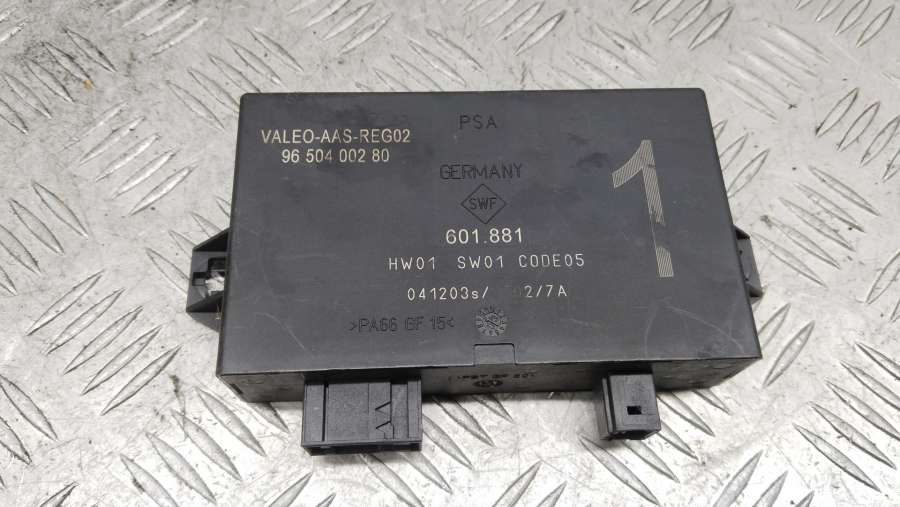 VALEO-AAS-REG02
96 504 002 80
PSA
GERMANY
SWF
601.881
HW01 SW01 CODE05
041203s/ 2/7A
>PA66 GF 15<
1